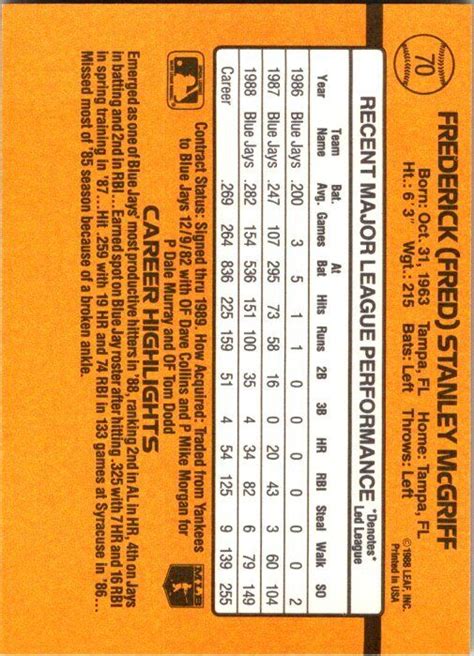 70
FREDERICK (FRED) STANLEY McGRIFF
Born: Oct. 31, 1963 Tampa, FL Home: Tampa, FL
Ht.: 6'3" Wgt.: 215 Bats: Left Throws: Left
©1988 LEAF, INC.
Printed in USA
RECENT MAJOR LEAGUE PERFORMANCE *Denotes Led League
Year Team Name Bat. Avg. Games At Bat Hits Runs 2B 3B HR RBI Steal Walk SO
1986 Blue Jays .200 3 5 1 1 0 0 0 0 0 0 2
1987 Blue Jays .247 107 295 73 58 16 0 20 43 3 60 104
1988 Blue Jays .282 154 536 151 100 35 4 34 82 6 79 149
Career .269 264 836 225 159 51 4 54 125 9 139 255
Contract Status: Signed thru 1989, How Acquired: Traded from Yankees
to Blue Jays 12/9/82 with OF Dave Collins and P Mike Morgan for
P Dale Murray and OF Tom Dodd
MLB
CAREER HIGHLIGHTS
Emerged as one of Blue Jays' most productive hitters in '88, ranking 2nd in AL in HR, 4th on Jays
in batting and 2nd in RBI... Earned spot on Blue Jay roster after hitting .325 with 7 HR and 16 RBI
in spring training in '87... Hit .259 with 19 HR and 74 RBI in 133 games at Syracuse in '86...
Missed most of '85 season because of a broken ankle.